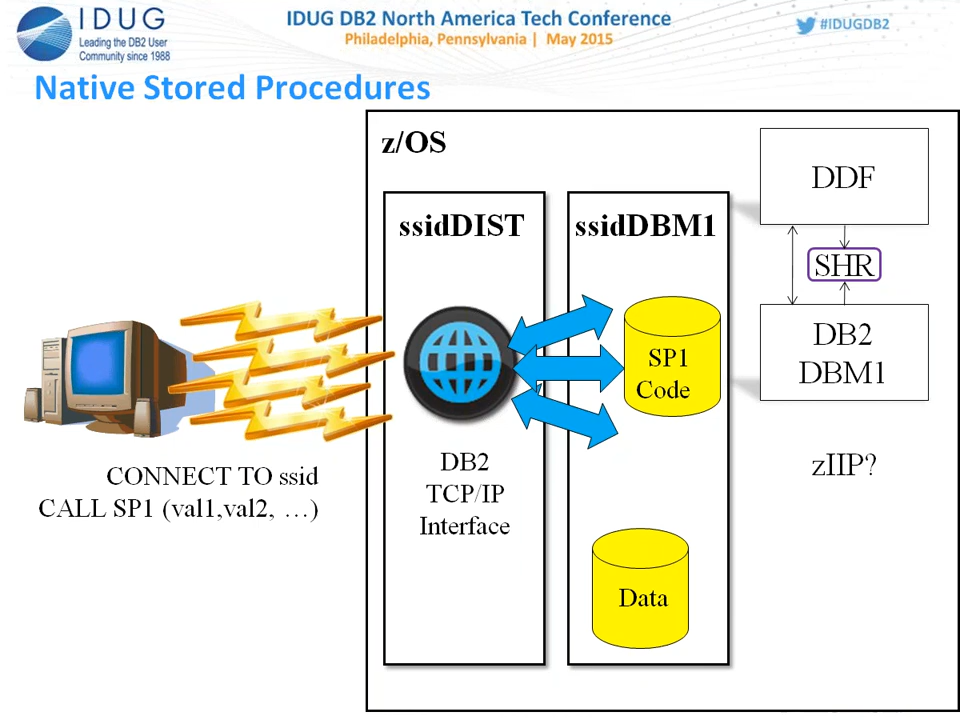 IDUG
Leading the DB2 User
Community since 1988
IDUG DB2 North America Tech Conference
Philadelphia, Pennsylvania | May 2015
#IDUGDB2
Native Stored Procedures
z/OS
ssidDIST
ssidDBM1
DDF
SHR
DB2
DBM1
zIIP?
SP1
Code
CONNECT TO ssid
CALL SP1 (val1,val2, …)
DB2
TCP/IP
Interface
Data